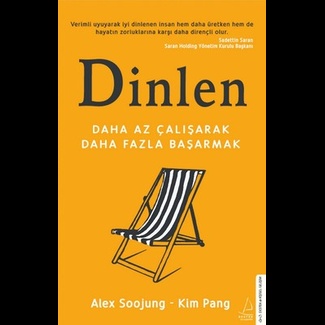 Verimli uyuyarak iyi dinlenen insan hem daha üretken hem de
hayatın zorluklarına karşı daha dirençli olur.
Sadettin Saran
Saran Holding Yönetim Kurulu Başkanı
Dinlen
DAHA AZ ÇALIŞARAK
DAHA FAZLA BAŞARMAK
Alex Soojung - Kim Pang